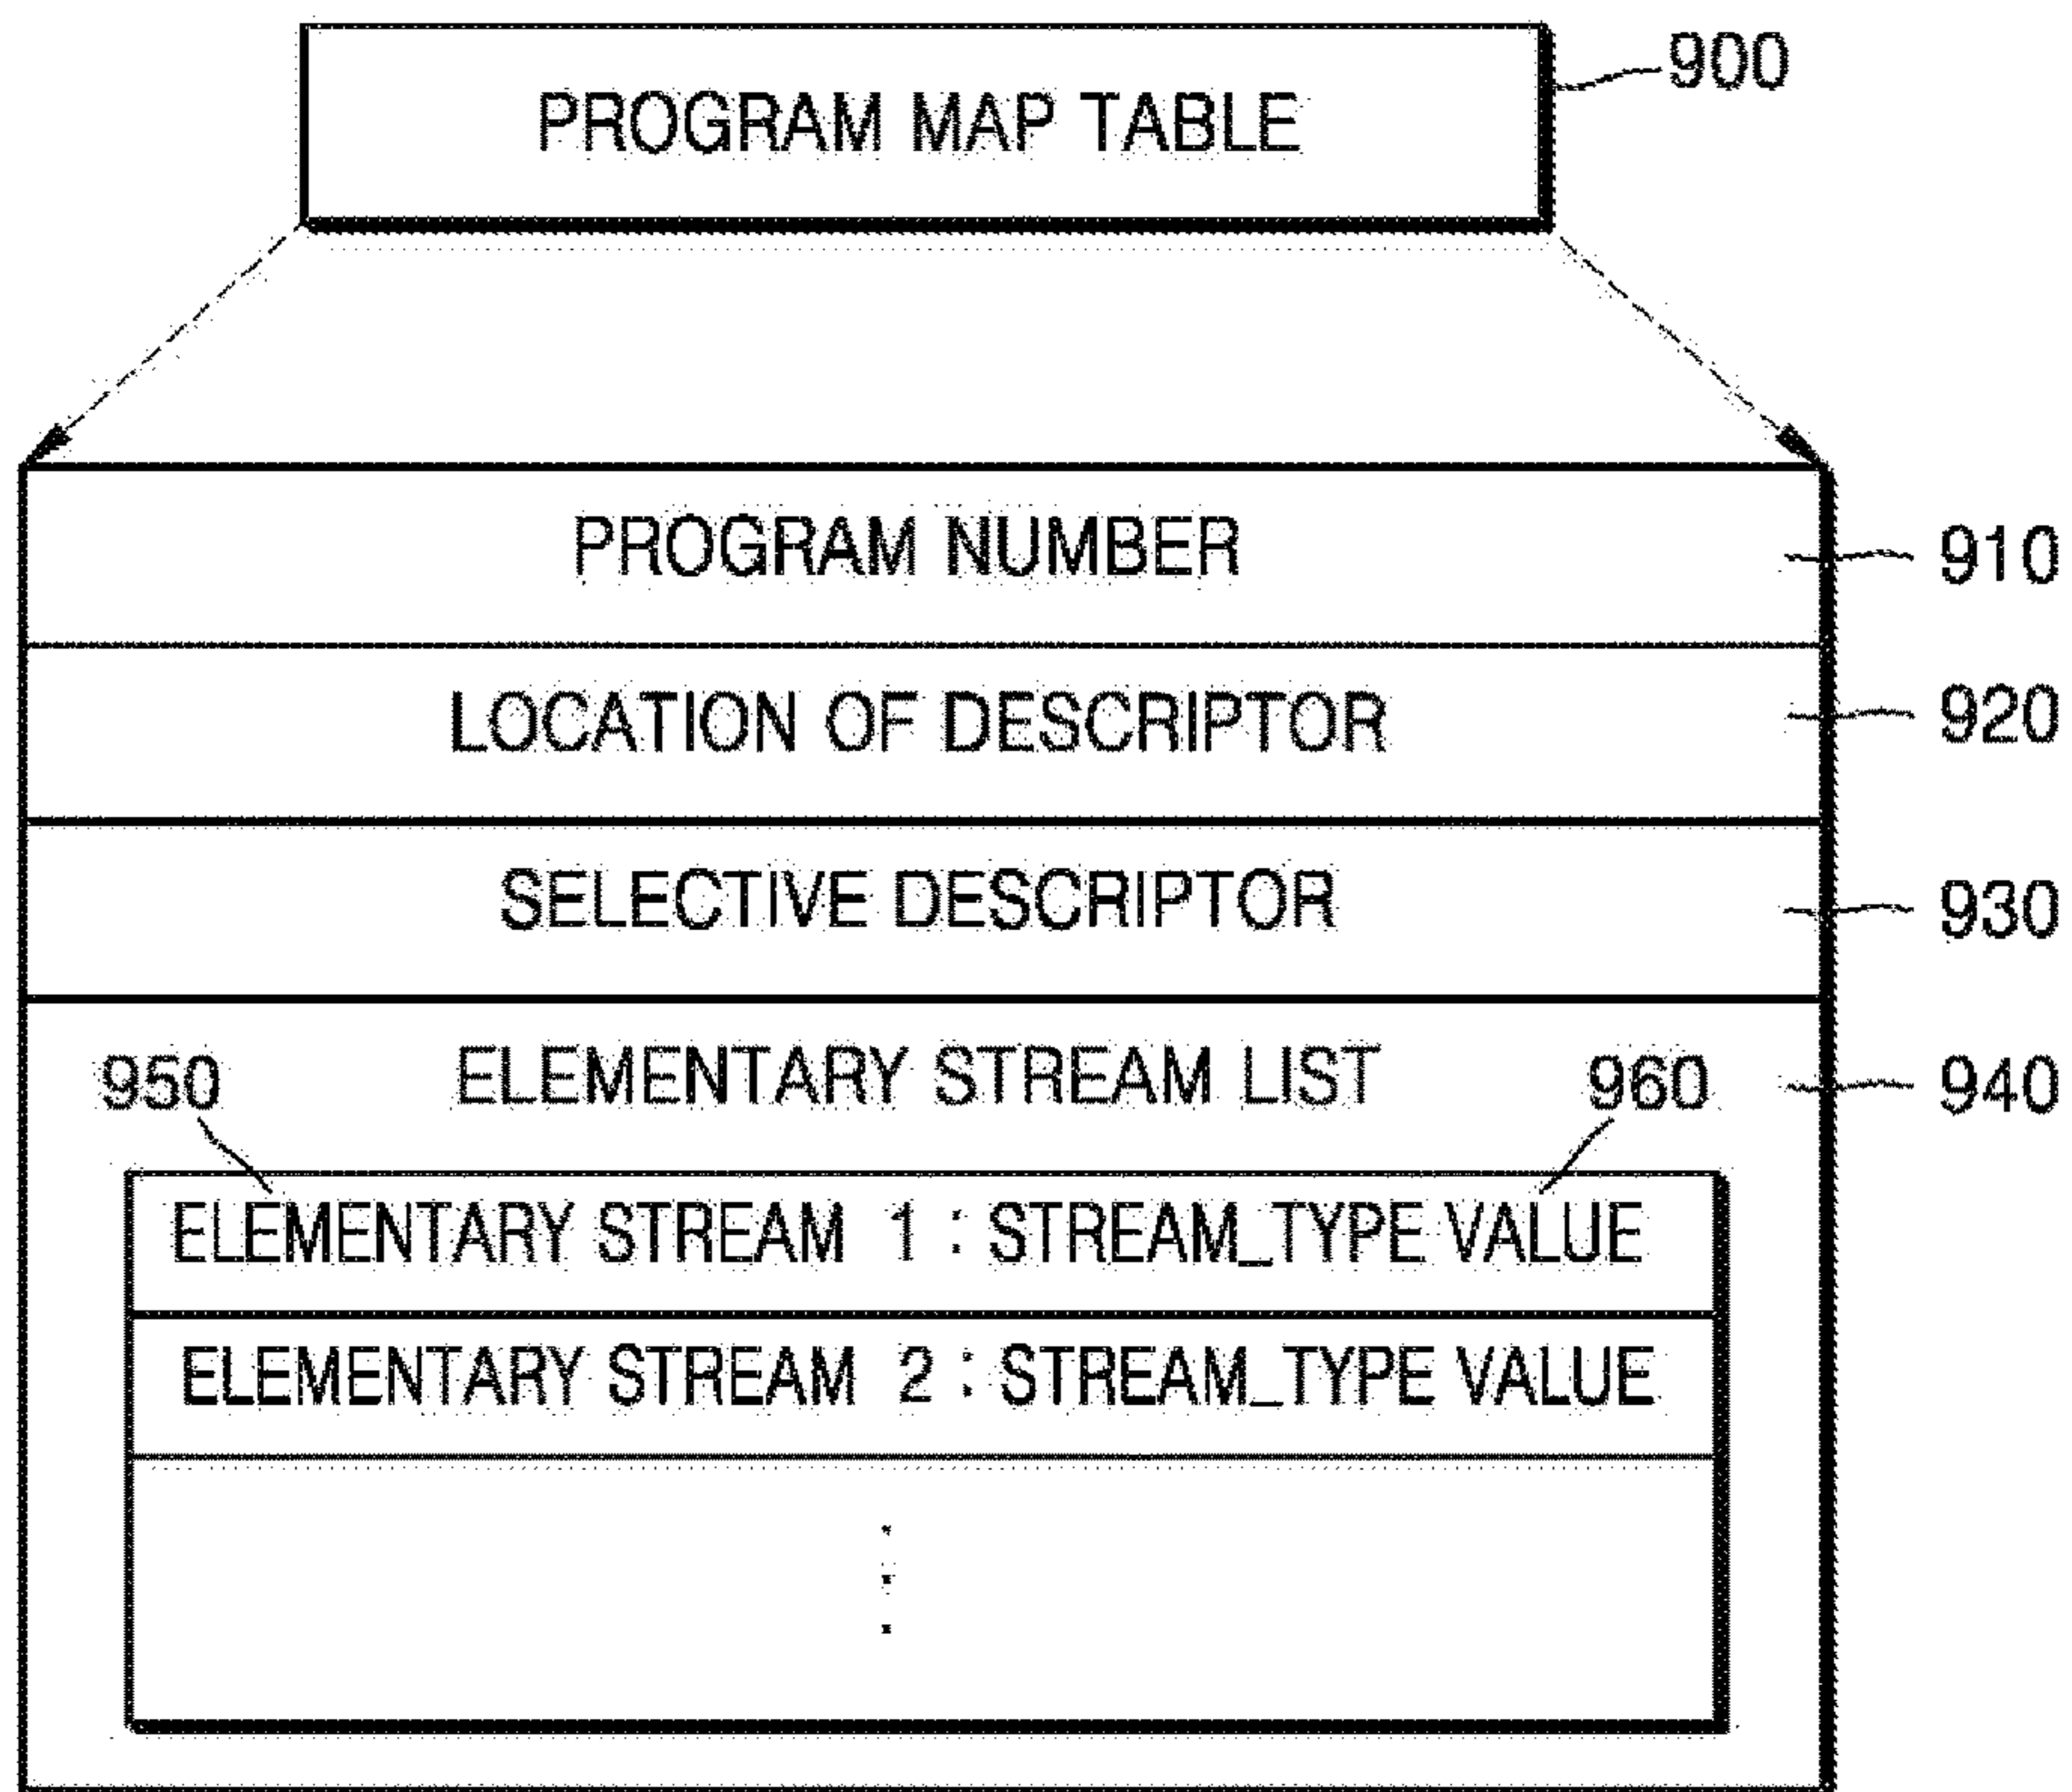 PROGRAM MAP TABLE
900
PROGRAM NUMBER
910
LOCATION OF DESCRIPTOR
920
SELECTIVE DESCRIPTOR
930
950
ELEMENTARY STREAM LIST
960
940
ELEMENTARY STREAM 1 : STREAM_TYPE VALUE
ELEMENTARY STREAM 2 : STREAM_TYPE VALUE